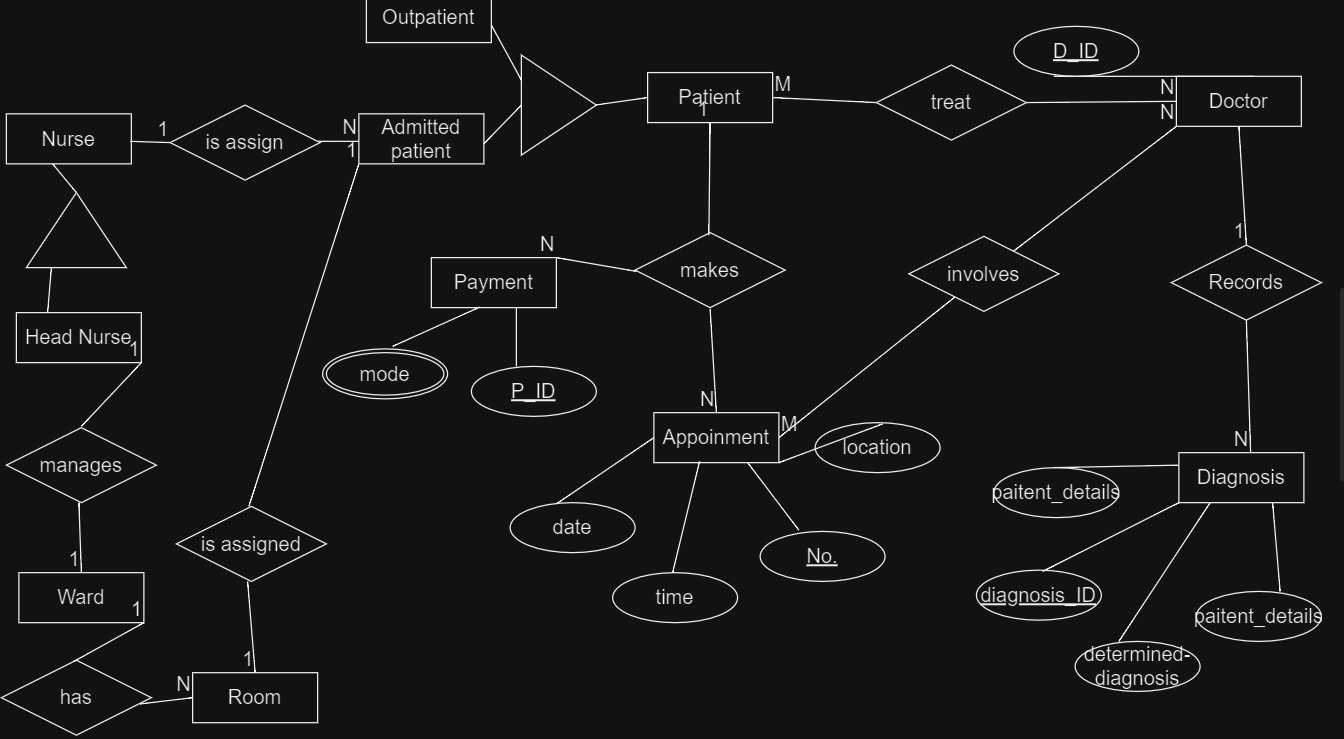 Outpatient
D_ID
Patient
M
N
treat
Doctor
1
N
Nurse
1
is assign
N
Admitted
patient
1
1
N
Payment
makes
involves
Records
Head Nurse
1
mode
P_ID
N
M
Appoinment
location
N
manages
Diagnosis
paitent_details
date
No.
is assigned
1
Ward
1
time
diagnosis_ID
paitent_details
determined-
diagnosis
1
has
N
Room